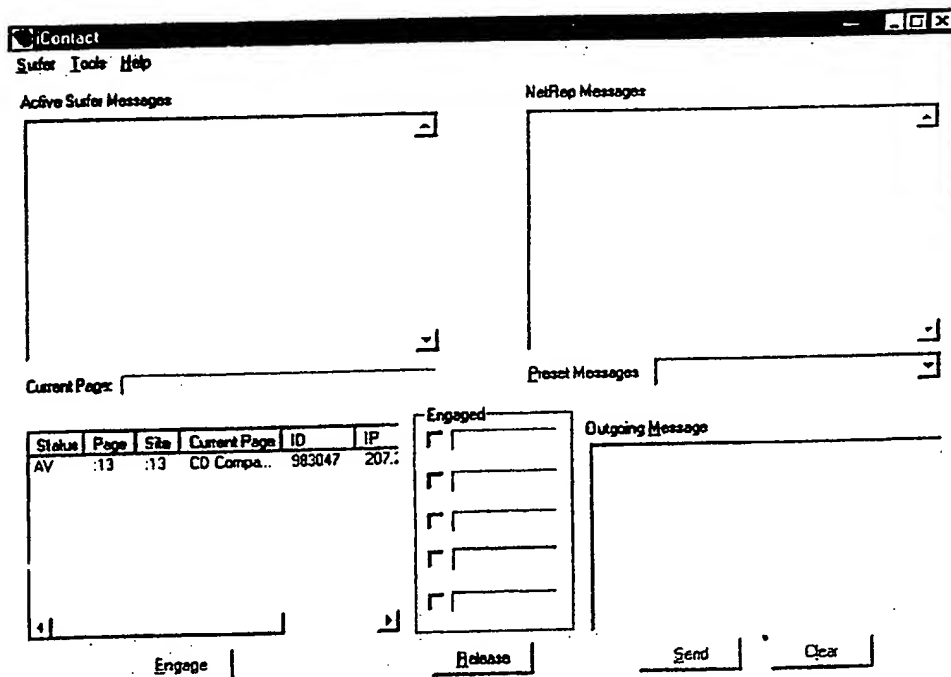 iContact
Surfer Tools Help
Active Surfer Messages
NetRep Messages
Current Page:
Preset Messages
Status Page Site Current Page ID IP
AV :13 :13 CD Compa... 983047 207.2
Engaged
Outgoing Message
Engage
Release
Send
Clear